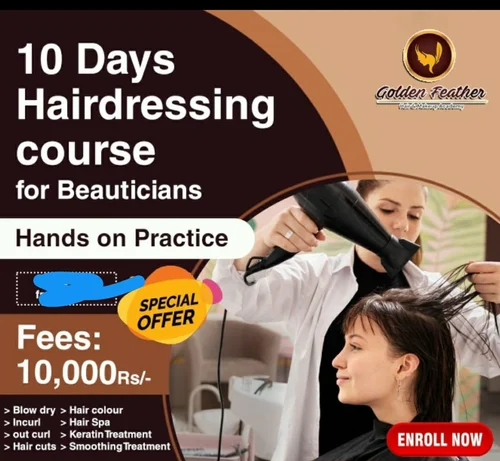 Golden Feather
10 Days
Hairdressing
course
for Beauticians
Hands on Practice
SPECIAL
OFFER
Fees:
10,000Rs/-
> Blow dry > Hair colour
> Incurl > Hair Spa
> out curl > Keratin Treatment
> Hair cuts > Smoothing Treatment
ENROLL NOW